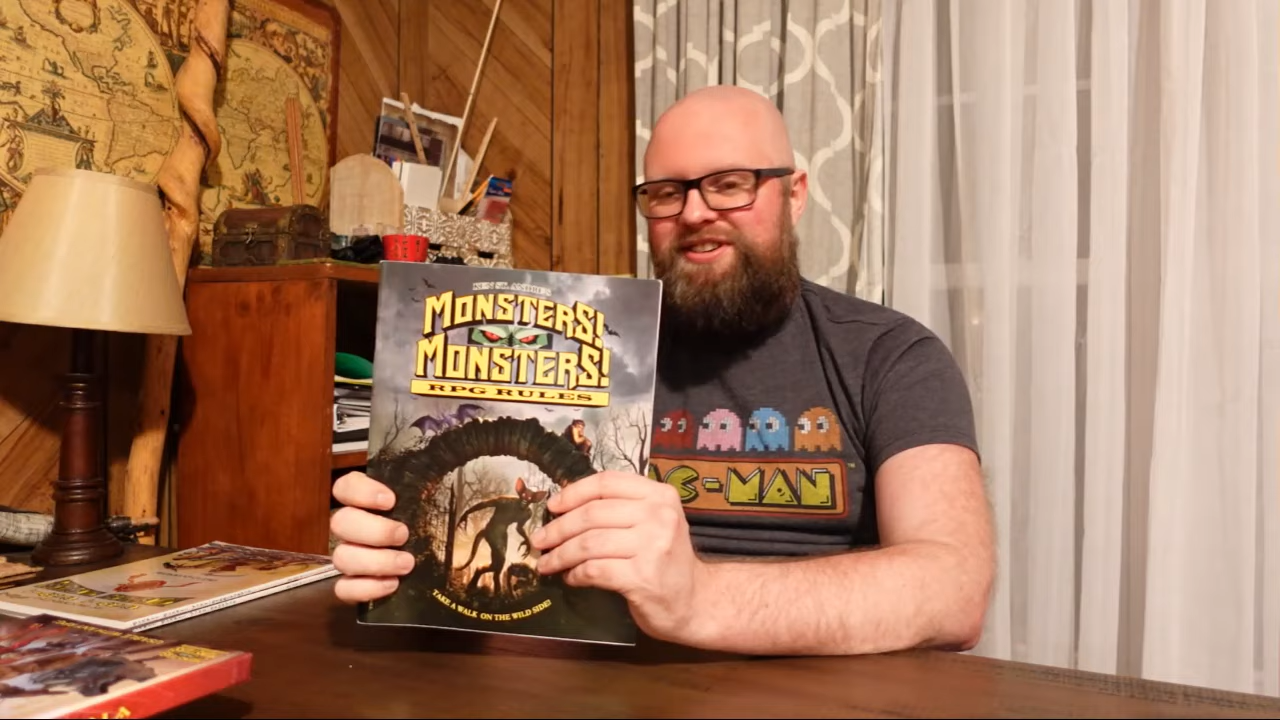 KEN ST. ANDRE'S
MONSTERS!
MONSTERS!
RPG RULES
TAKE A WALK ON THE WILD SIDE!
AC-MAN